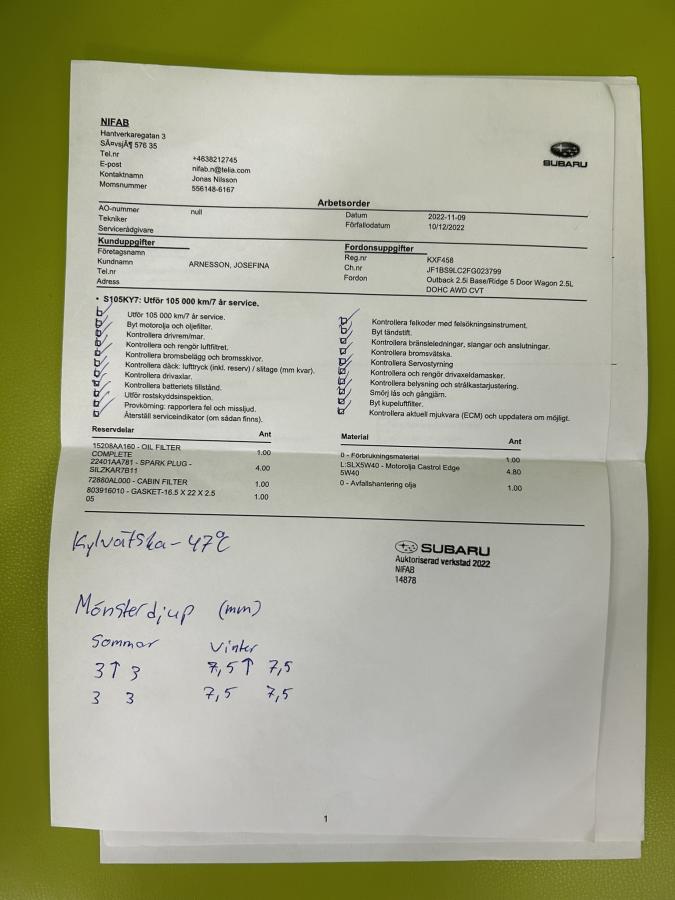 NIFAB
Hantverkaregatan 3
SÃ¤vsjÃ¶ 576 35
Tel.nr +4638212745
E-post nifab.n@telia.com
Kontaktnamn Jonas Nilsson
Momsnummer 556148-6167
SUBARU
Arbetsorder
AO-nummer null
Tekniker
Servicerådgivare
Datum 2022-11-09
Förfallodatum 10/12/2022
Kunduppgifter
Företagsnamn
Kundnamn ARNESSON, JOSEFINA
Tel.nr
Adress
Fordonsuppgifter
Reg.nr KXF458
Ch.nr JF1BS9LC2FG023799
Fordon Outback 2.5i Base/Ridge 5 Door Wagon 2.5L
DOHC AWD CVT
• S105KY7: Utför 105 000 km/7 år service.
Utför 105 000 km/7 år service.
Byt motorolja och oljefilter.
Kontrollera drivrem/mar.
Kontrollera och rengör luftfiltret.
Kontrollera bromsbelägg och bromsskivor.
Kontrollera däck: lufttryck (inkl. reserv) / slitage (mm kvar).
Kontrollera drivaxlar.
Kontrollera batteriets tillstånd.
Utför rostskyddsinspektion.
Provkörning: rapportera fel och missljud.
Återställ serviceindikator (om sådan finns).
Kontrollera felkoder med felsökningsinstrument.
Byt tändstift.
Kontrollera bränsleledningar, slangar och anslutningar.
Kontrollera bromsvätska.
Kontrollera Servostyrning
Kontrollera och rengör drivaxeldamasker.
Kontrollera belysning och strålkastarjustering.
Smörj lås och gångjärn.
Byt kupeluftfilter.
Kontrollera aktuell mjukvara (ECM) och uppdatera om möjligt.
Reservdelar Ant
15208AA160 - OIL FILTER
COMPLETE 1.00
22401AA781 - SPARK PLUG -
SILZKAR7B11 4.00
72880AL000 - CABIN FILTER 1.00
803916010 - GASKET-16.5 X 22 X 2.5
05 1.00
Material Ant
0 - Förbrukningsmaterial 1.00
L:SLX5W40 - Motorolja Castrol Edge
5W40 4.80
0 - Avfallshantering olja 1.00
Kylvätska -47°C
SUBARU
Auktoriserad verkstad 2022
NIFAB
14878
Mönsterdjup (mm)
Sommar Vinter
3↑ 3 7,5↑ 7,5
3 3 7,5 7,5
1